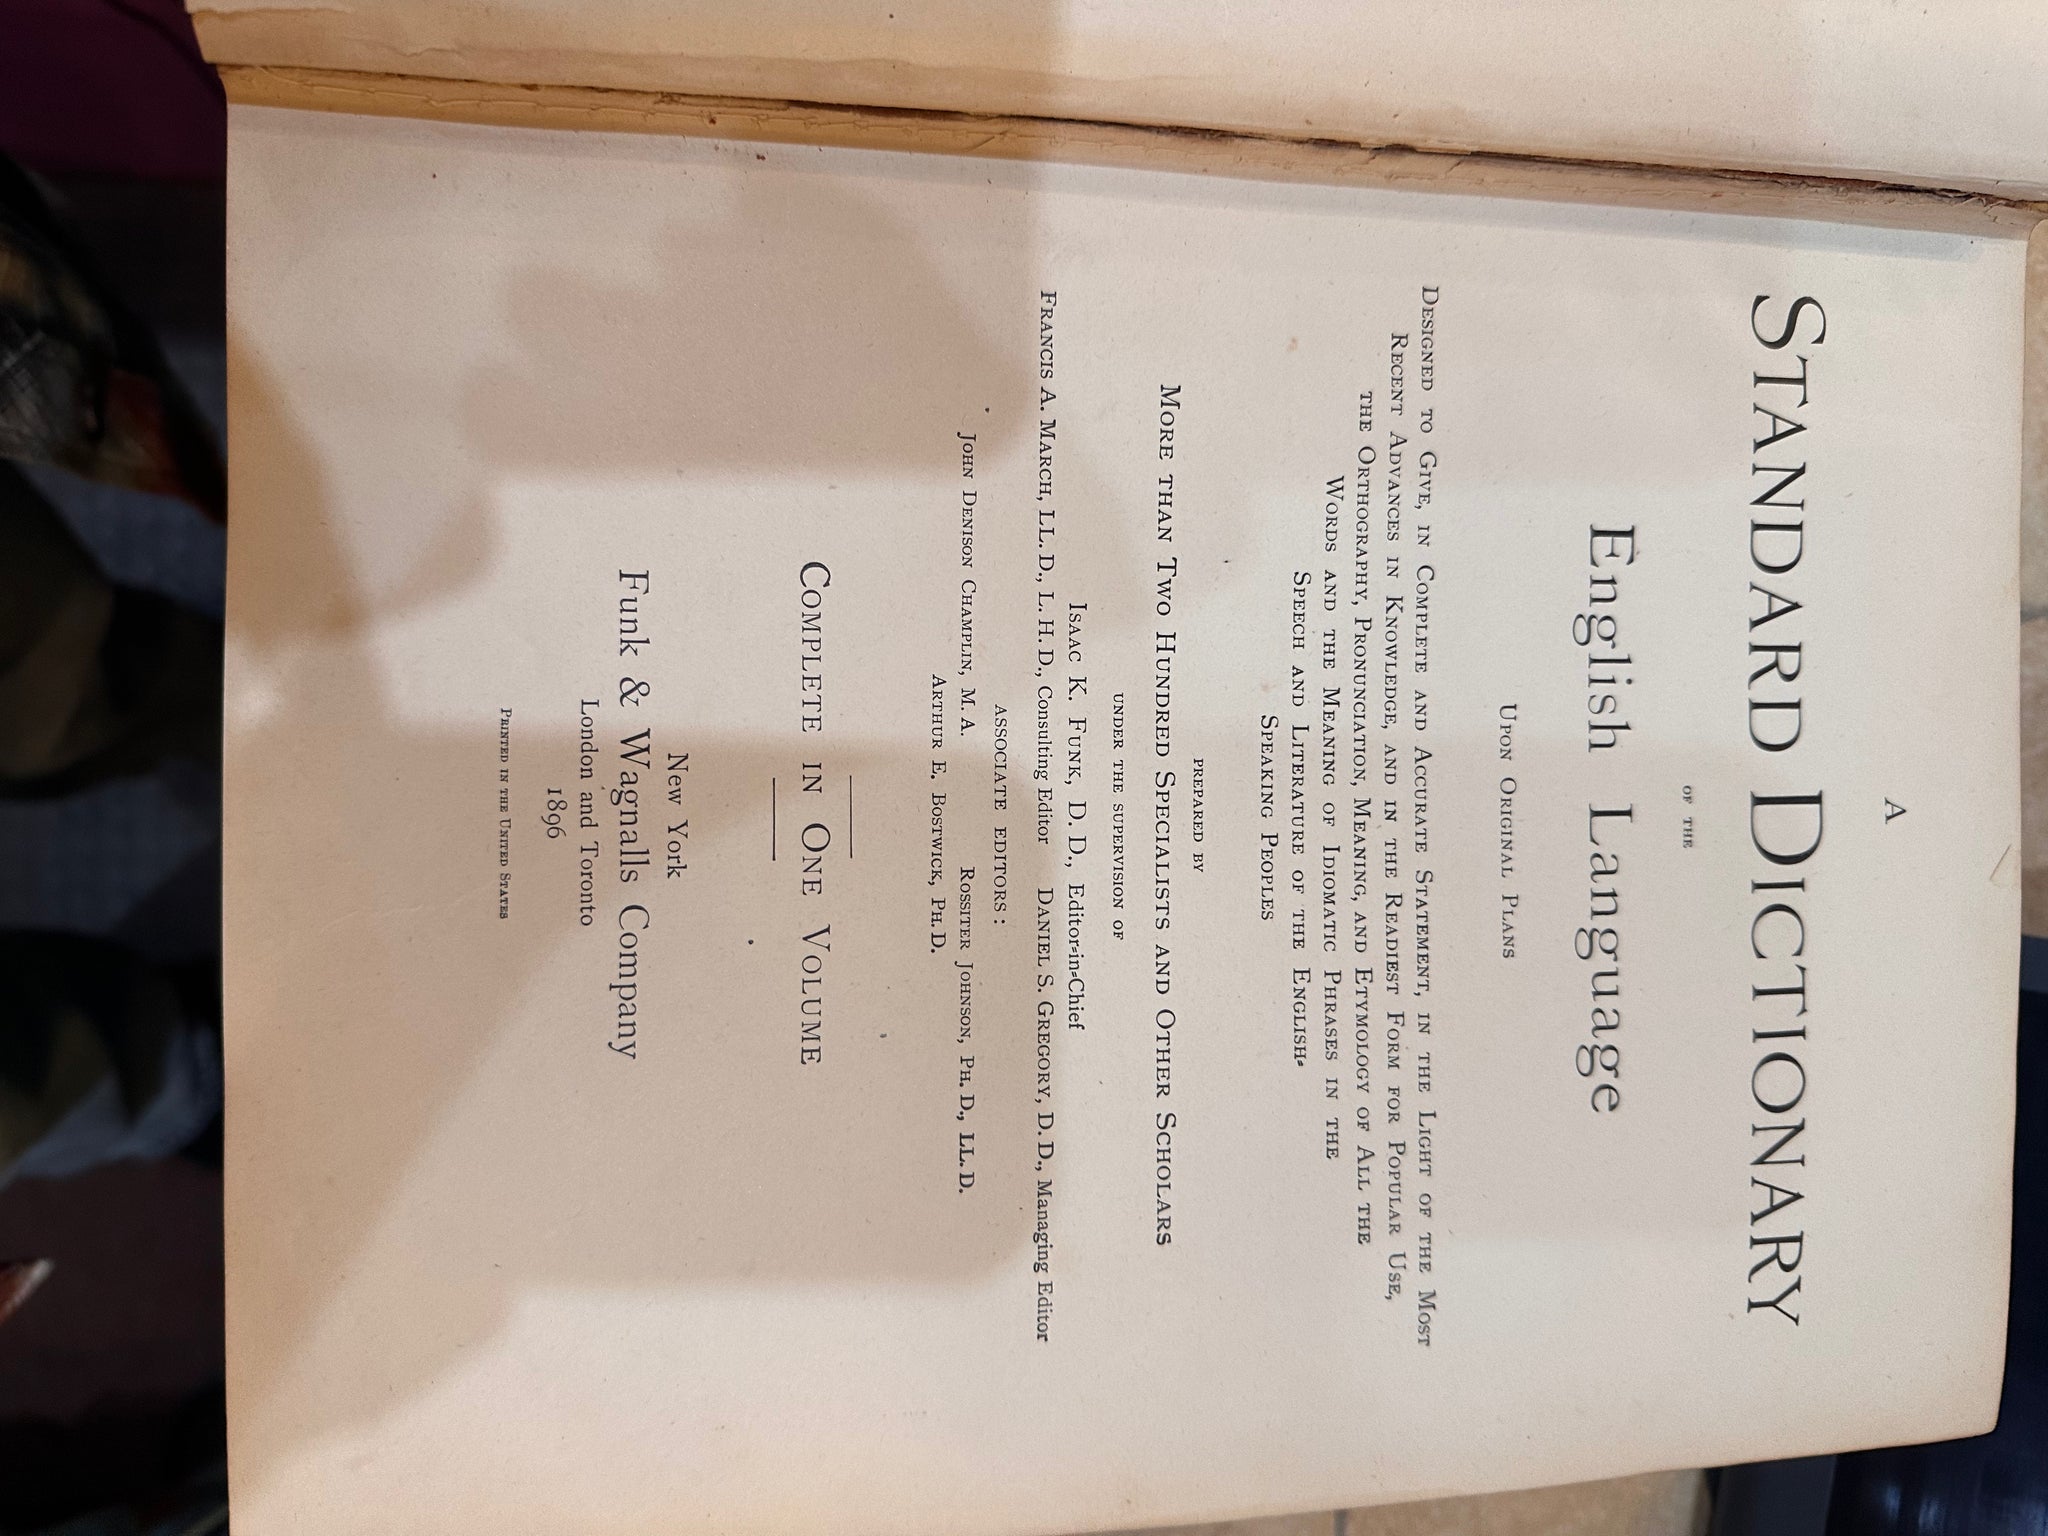 A
STANDARD DICTIONARY
OF THE
English Language
UPON ORIGINAL PLANS
DESIGNED TO GIVE, IN COMPLETE AND ACCURATE STATEMENT, IN THE LIGHT OF THE MOST
RECENT ADVANCES IN KNOWLEDGE, AND IN THE READIEST FORM FOR POPULAR USE,
THE ORTHOGRAPHY, PRONUNCIATION, MEANING, AND ETYMOLOGY OF ALL THE
WORDS AND THE MEANING OF IDIOMATIC PHRASES IN THE
SPEECH AND LITERATURE OF THE ENGLISH-
SPEAKING PEOPLES
PREPARED BY
MORE THAN TWO HUNDRED SPECIALISTS AND OTHER SCHOLARS
UNDER THE SUPERVISION OF
ISAAC K. FUNK, D. D., Editor-in-Chief
FRANCIS A. MARCH, LL. D., L. H. D., Consulting Editor DANIEL S. GREGORY, D. D., Managing Editor
ASSOCIATE EDITORS:
JOHN DENISON CHAMPLIN, M. A. ROSSITER JOHNSON, PH. D., LL. D.
ARTHUR E. BOSTWICK, PH. D.
COMPLETE IN ONE VOLUME
New York
Funk & Wagnalls Company
London and Toronto
1896
PRINTED IN THE UNITED STATES